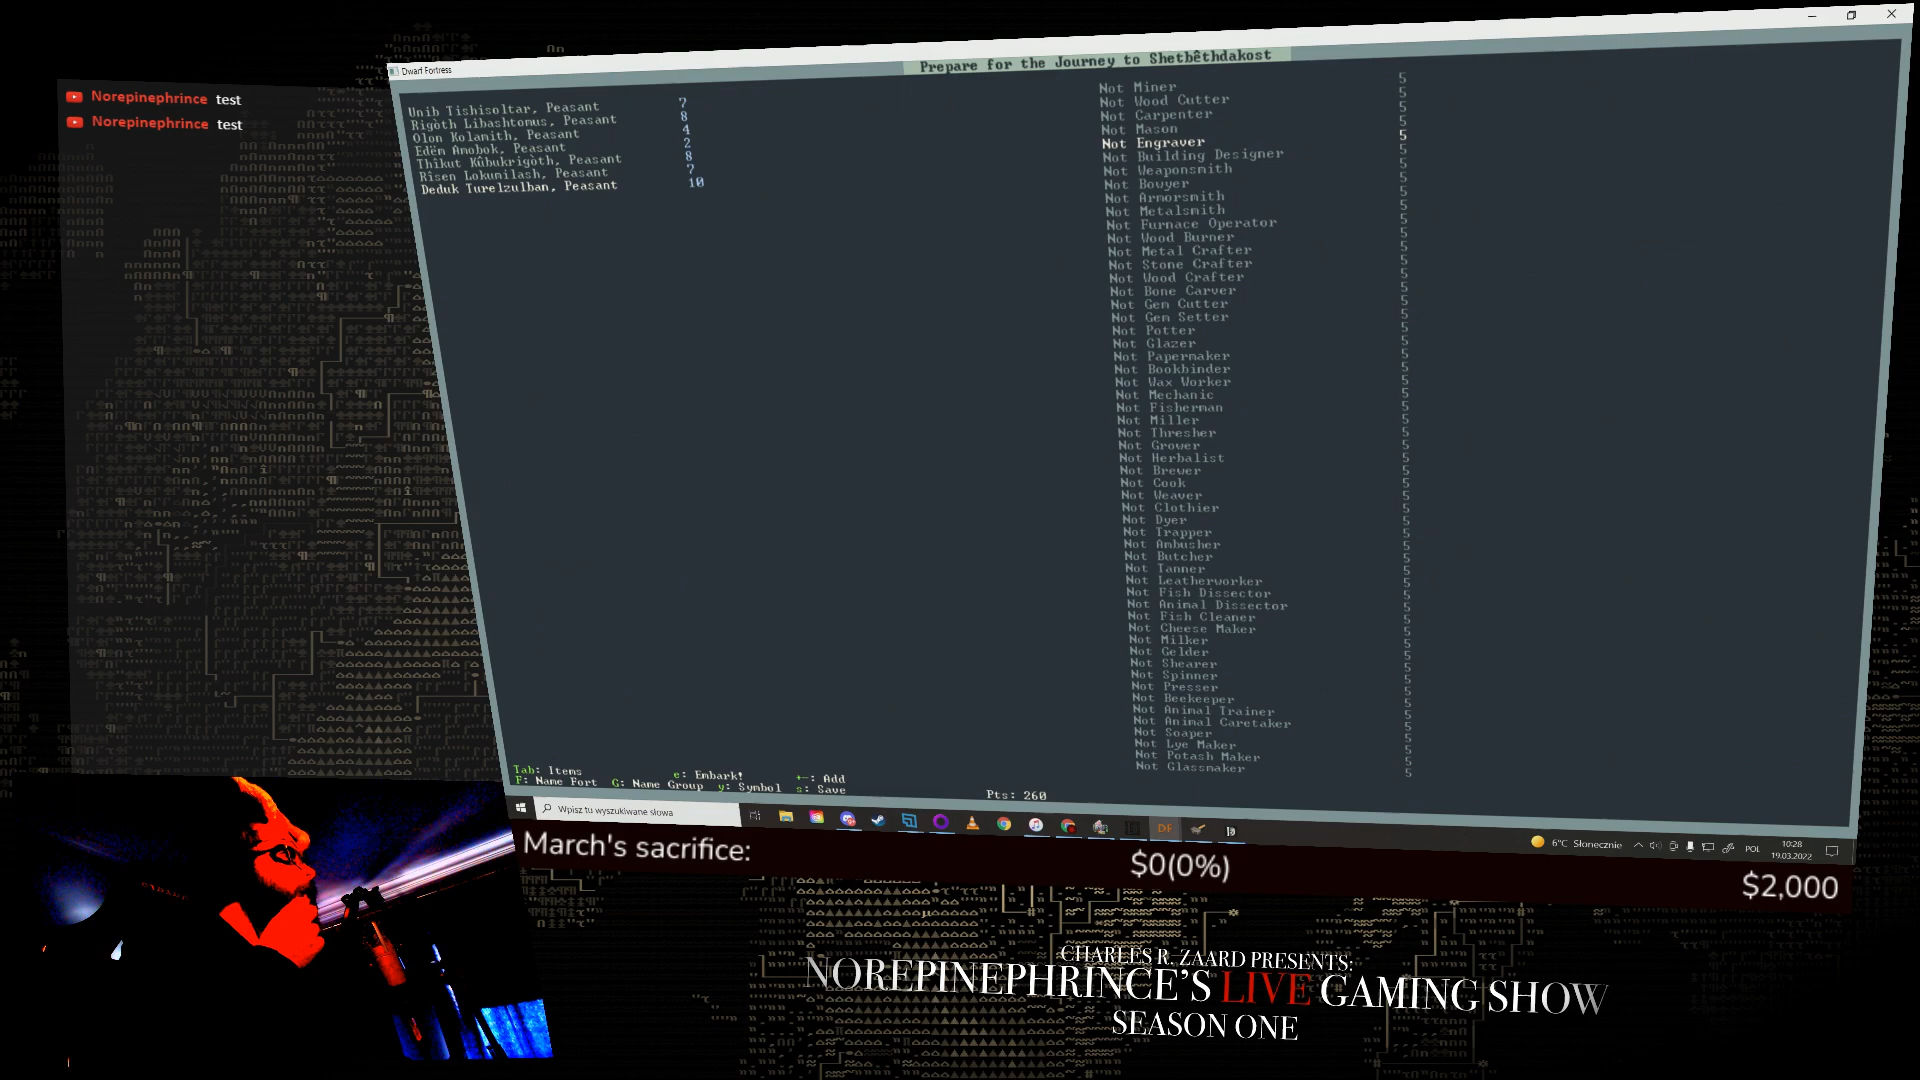 Dwarf Fortress
Prepare for the Journey to Shetbêthdakost
Norepinephrince test
Norepinephrince test
Unib Tishisoltar, Peasant 7
Rigòth Libashtomus, Peasant 8
Olon Kolamith, Peasant 4
Edëm Amobok, Peasant 2
Thîkut Kûbukrigòth, Peasant 8
Rîsen Lokumilash, Peasant 7
Deduk Turelzulban, Peasant 10
Not Miner 5
Not Wood Cutter 5
Not Carpenter 5
Not Mason 5
Not Engraver 5
Not Building Designer 5
Not Weaponsmith 5
Not Bowyer 5
Not Armorsmith 5
Not Metalsmith 5
Not Furnace Operator 5
Not Wood Burner 5
Not Metal Crafter 5
Not Stone Crafter 5
Not Wood Crafter 5
Not Bone Carver 5
Not Gem Cutter 5
Not Gem Setter 5
Not Potter 5
Not Glazer 5
Not Papermaker 5
Not Bookbinder 5
Not Wax Worker 5
Not Mechanic 5
Not Fisherman 5
Not Miller 5
Not Thresher 5
Not Grower 5
Not Herbalist 5
Not Brewer 5
Not Cook 5
Not Weaver 5
Not Clothier 5
Not Dyer 5
Not Trapper 5
Not Ambusher 5
Not Butcher 5
Not Tanner 5
Not Leatherworker 5
Not Fish Dissector 5
Not Animal Dissector 5
Not Fish Cleaner 5
Not Cheese Maker 5
Not Milker 5
Not Gelder 5
Not Shearer 5
Not Spinner 5
Not Presser 5
Not Beekeeper 5
Not Animal Trainer 5
Not Animal Caretaker 5
Not Soaper 5
Not Lye Maker 5
Not Potash Maker 5
Not Glassmaker 5
Tab: Items e: Embark! +-: Add
F: Name Fort G: Name Group y: Symbol s: Save
Pts: 260
Wpisz tu wyszukiwane słowa
DF
6°C Słonecznie
POL
10:28
19.03.2022
March's sacrifice:
$0(0%)
$2,000
CHARLES R. ZAARD PRESENTS:
NOREPINEPHRINCE'S LIVE GAMING SHOW
SEASON ONE